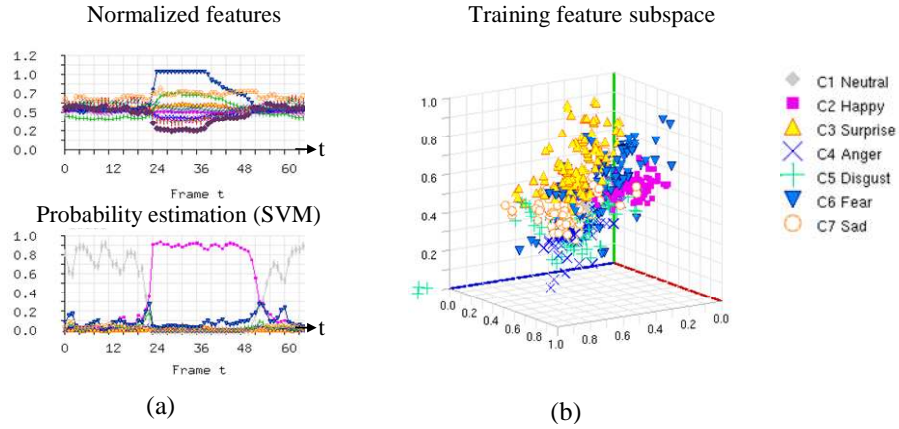 Normalized features
1.2
1.0
0.7
0.5
0.2
0.0
0 12 24 36 48 60
t
Frame t
Probability estimation (SVM)
1.0
0.9
0.6
0.4
0.3
0.0
0 12 24 36 48 60
t
Frame t
(a)
Training feature subspace
1.0
0.8
0.6
0.4
0.2
0.0 0.2 0.4 0.6 0.8 1.0
0.8 0.6 0.4 0.2 0.0
C1 Neutral
C2 Happy
C3 Surprise
C4 Anger
C5 Disgust
C6 Fear
C7 Sad
(b)